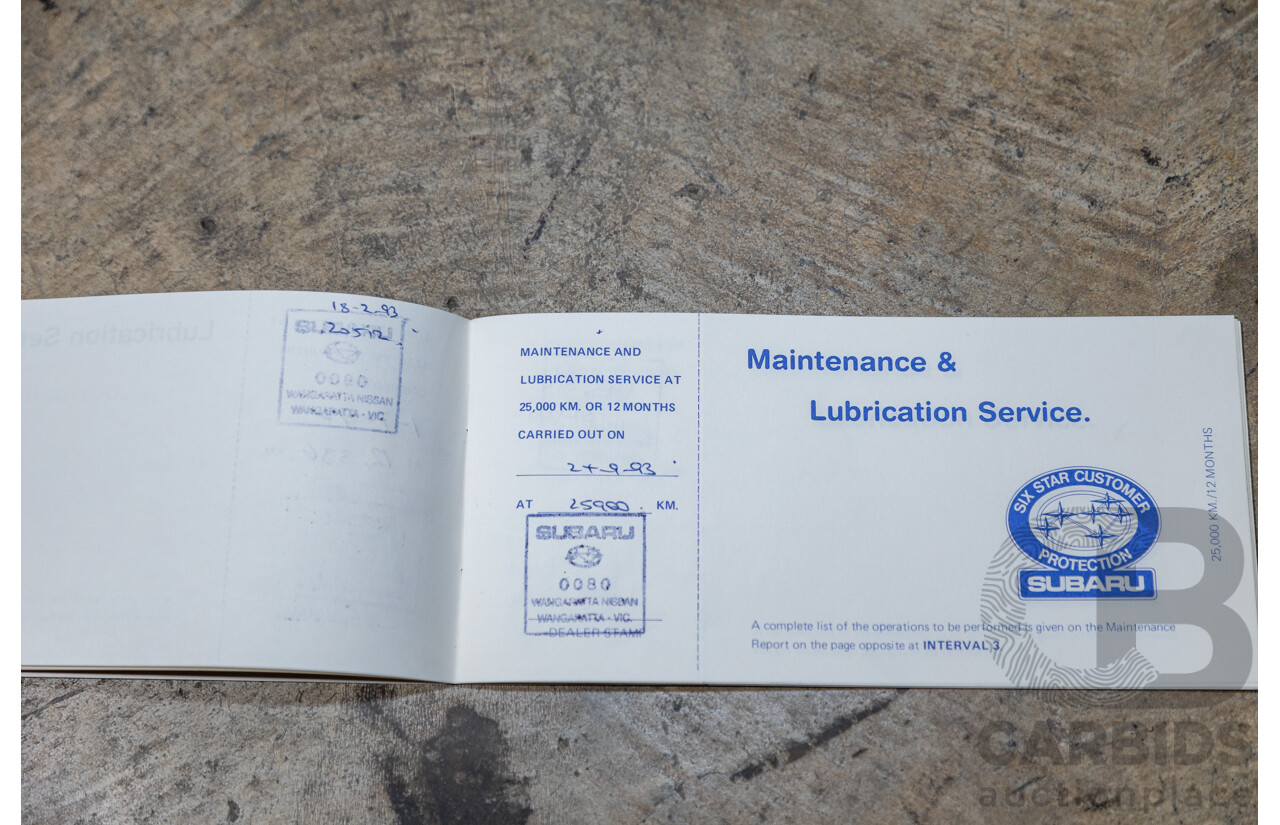 18-2-93
SUBARU
0080
WANGARATTA NISSAN
WANGARATTA - VIC.
MAINTENANCE AND
LUBRICATION SERVICE AT
25,000 KM. OR 12 MONTHS
CARRIED OUT ON
AT 25900 KM.
SUBARU
0080
WANGARATTA NISSAN
WANGARATTA - VIC.
DEALER STAMP
Maintenance &
Lubrication Service.
SIX STAR CUSTOMER
PROTECTION
SUBARU
25,000 KM./12 MONTHS
A complete list of the operations to be performed is given on the Maintenance
Report on the page opposite at INTERVAL 3.
CARBIDS
auctionplace